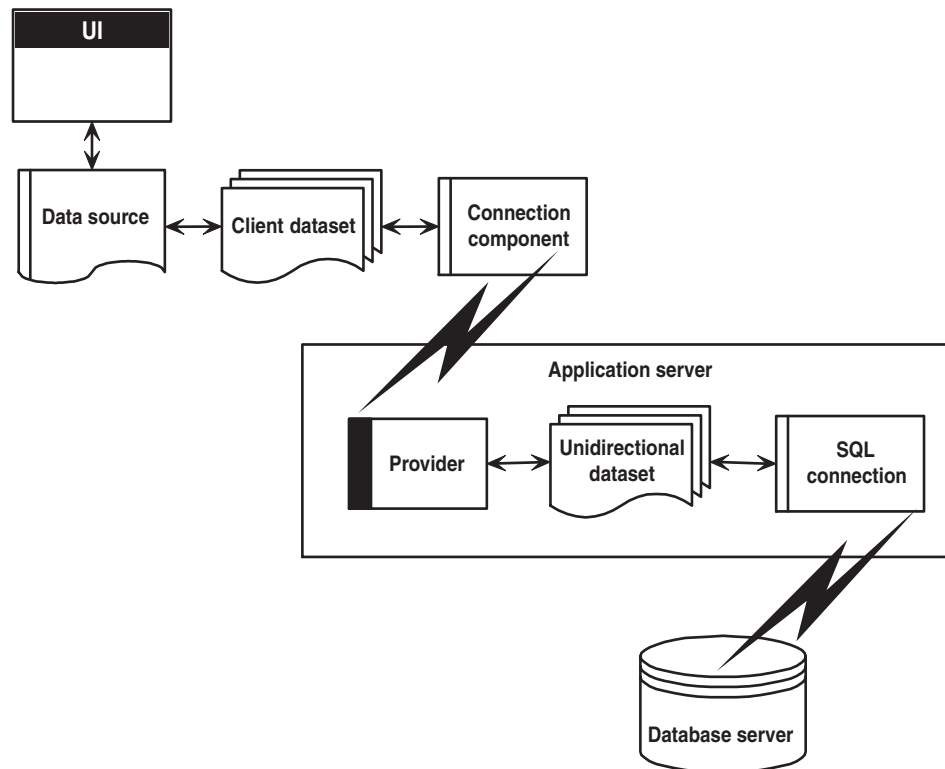 UI
Data source
Client dataset
Connection
component
Application server
Provider
Unidirectional
dataset
SQL
connection
Database server